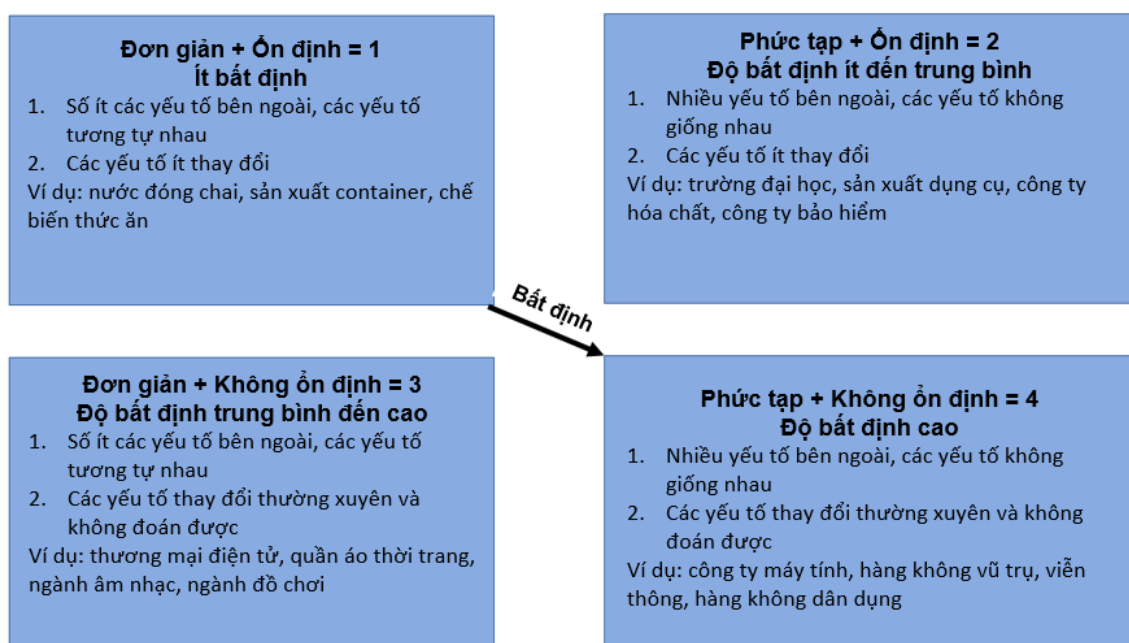 Đơn giản + Ổn định = 1
Ít bất định
1. Số ít các yếu tố bên ngoài, các yếu tố
tương tự nhau
2. Các yếu tố ít thay đổi
Ví dụ: nước đóng chai, sản xuất container, chế
biến thức ăn
Phức tạp + Ổn định = 2
Độ bất định ít đến trung bình
1. Nhiều yếu tố bên ngoài, các yếu tố không
giống nhau
2. Các yếu tố ít thay đổi
Ví dụ: trường đại học, sản xuất dụng cụ, công ty
hóa chất, công ty bảo hiểm
Bất định
Đơn giản + Không ổn định = 3
Độ bất định trung bình đến cao
1. Số ít các yếu tố bên ngoài, các yếu tố
tương tự nhau
2. Các yếu tố thay đổi thường xuyên và
không đoán được
Ví dụ: thương mại điện tử, quần áo thời trang,
ngành âm nhạc, ngành đồ chơi
Phức tạp + Không ổn định = 4
Độ bất định cao
1. Nhiều yếu tố bên ngoài, các yếu tố không
giống nhau
2. Các yếu tố thay đổi thường xuyên và không
đoán được
Ví dụ: công ty máy tính, hàng không vũ trụ, viễn
thông, hàng không dân dụng